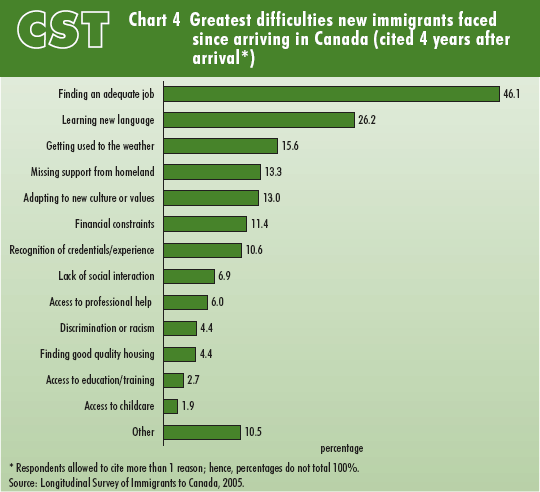 CST
Chart 4 Greatest difficulties new immigrants faced
since arriving in Canada (cited 4 years after
arrival*)
Finding an adequate job 46.1
Learning new language 26.2
Getting used to the weather 15.6
Missing support from homeland 13.3
Adapting to new culture or values 13.0
Financial constraints 11.4
Recognition of credentials/experience 10.6
Lack of social interaction 6.9
Access to professional help 6.0
Discrimination or racism 4.4
Finding good quality housing 4.4
Access to education/training 2.7
Access to childcare 1.9
Other 10.5
percentage
* Respondents allowed to cite more than 1 reason; hence, percentages do not total 100%.
Source: Longitudinal Survey of Immigrants to Canada, 2005.